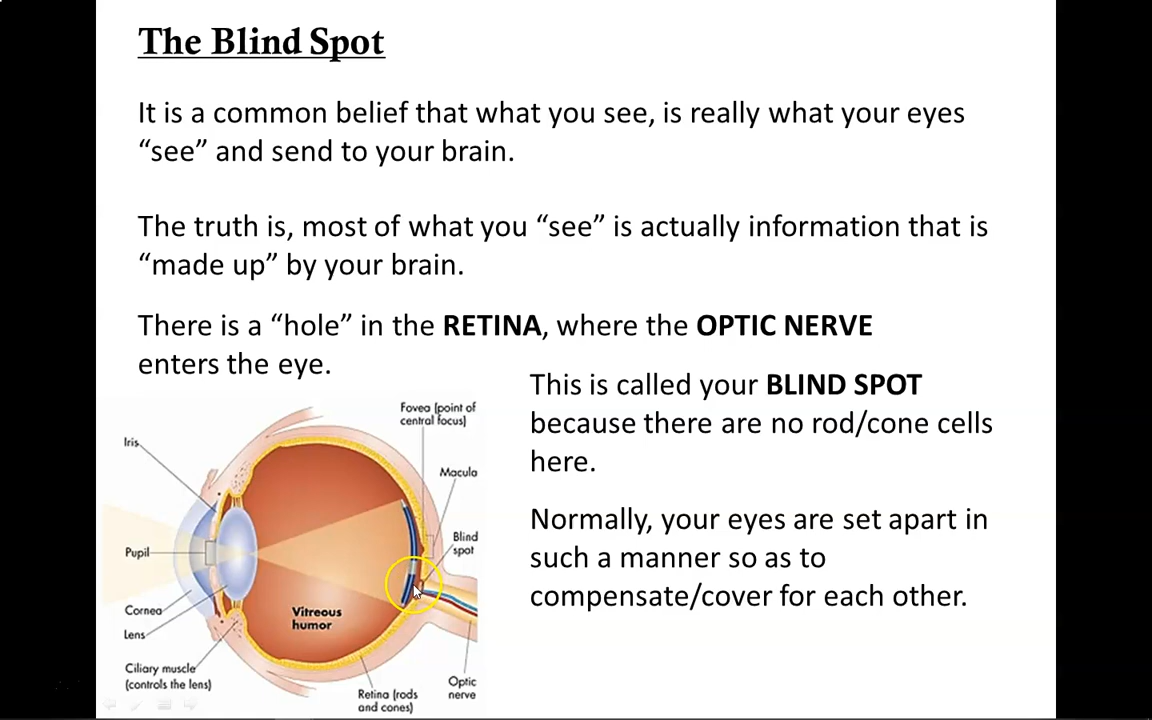 The Blind Spot
It is a common belief that what you see, is really what your eyes
“see” and send to your brain.
The truth is, most of what you “see” is actually information that is
“made up” by your brain.
There is a “hole” in the RETINA, where the OPTIC NERVE
enters the eye.
This is called your BLIND SPOT
because there are no rod/cone cells
here.
Normally, your eyes are set apart in
such a manner so as to
compensate/cover for each other.
Fovea (point of
central focus)
Iris
Macula
Blind
spot
Pupil
Cornea
Lens
Vitreous
humor
Ciliary muscle
(controls the lens)
Optic
nerve
Retina (rods
and cones)